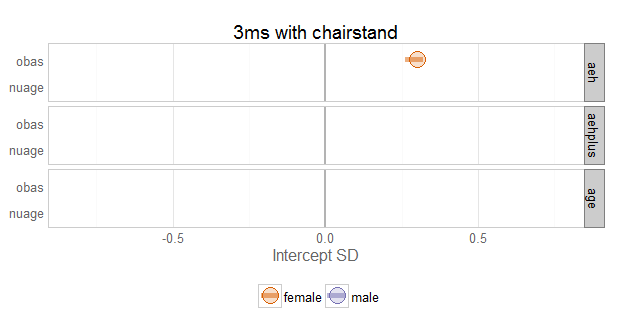 3ms with chairstand
obas
nuage
aeh
obas
nuage
aehplus
obas
nuage
age
-0.5 0.0 0.5
Intercept SD
female male